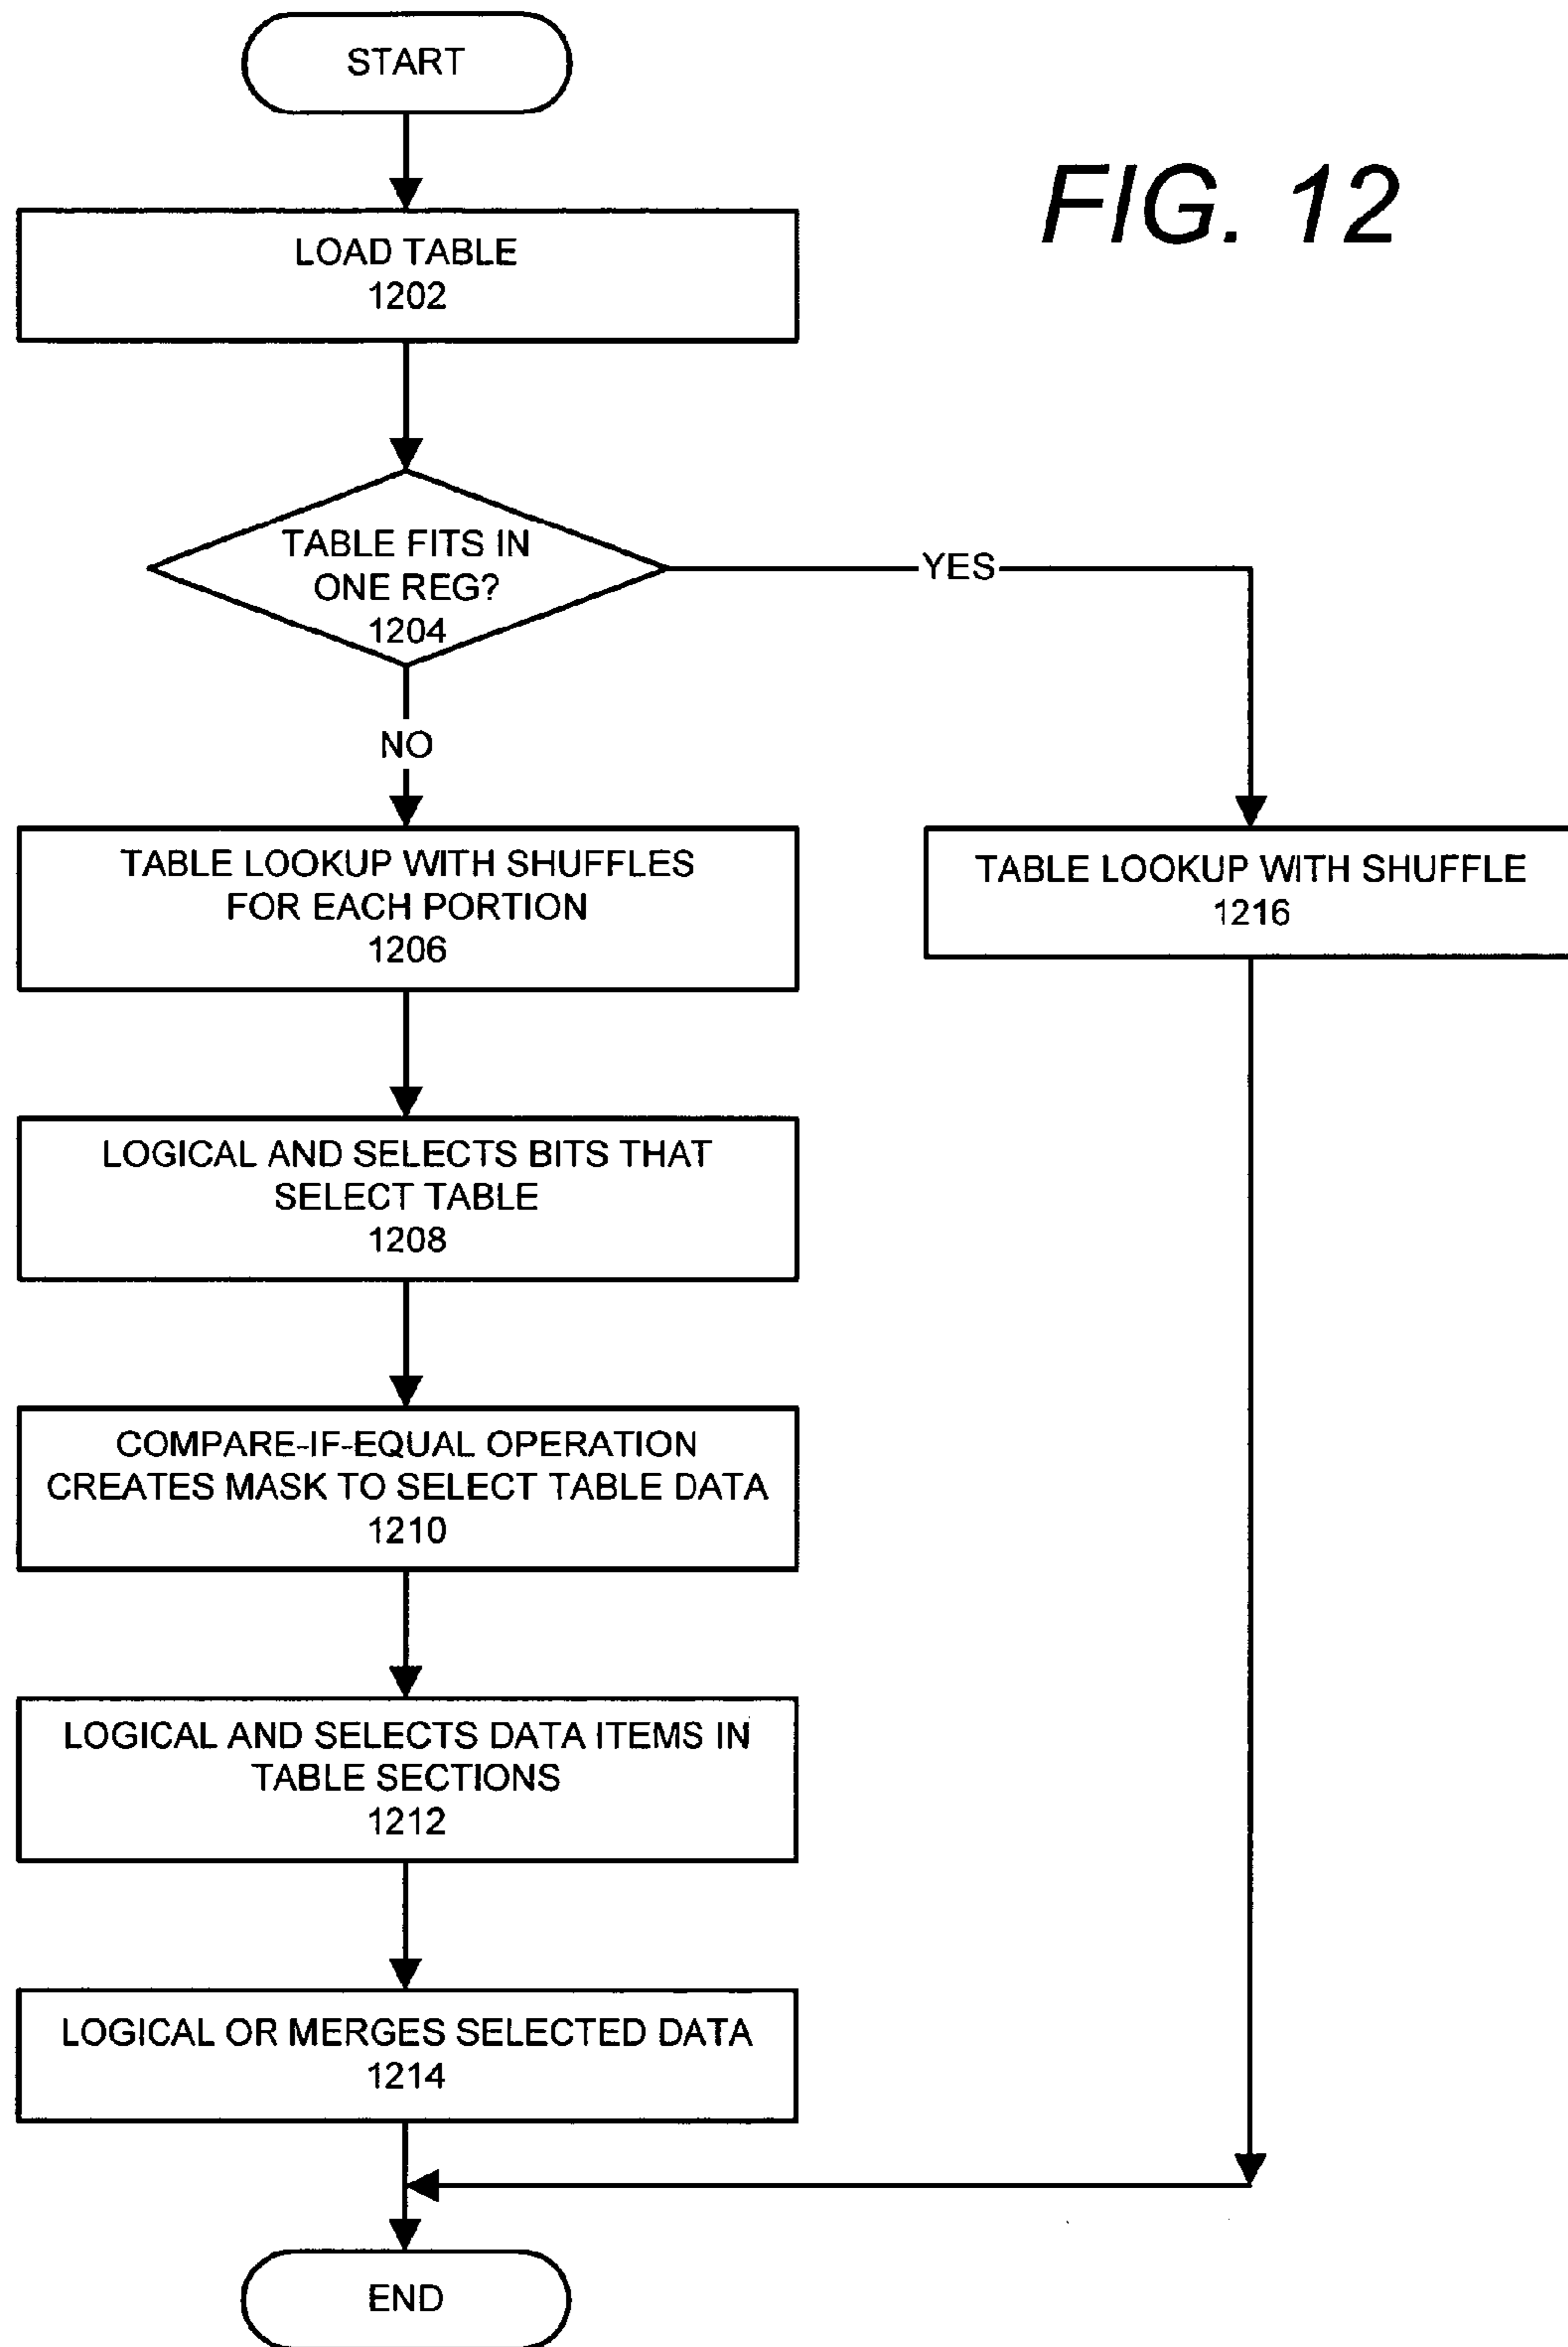 START
FIG. 12
LOAD TABLE
1202
TABLE FITS IN
ONE REG?
1204
YES
NO
TABLE LOOKUP WITH SHUFFLES
FOR EACH PORTION
1206
TABLE LOOKUP WITH SHUFFLE
1216
LOGICAL AND SELECTS BITS THAT
SELECT TABLE
1208
COMPARE-IF-EQUAL OPERATION
CREATES MASK TO SELECT TABLE DATA
1210
LOGICAL AND SELECTS DATA ITEMS IN
TABLE SECTIONS
1212
LOGICAL OR MERGES SELECTED DATA
1214
END